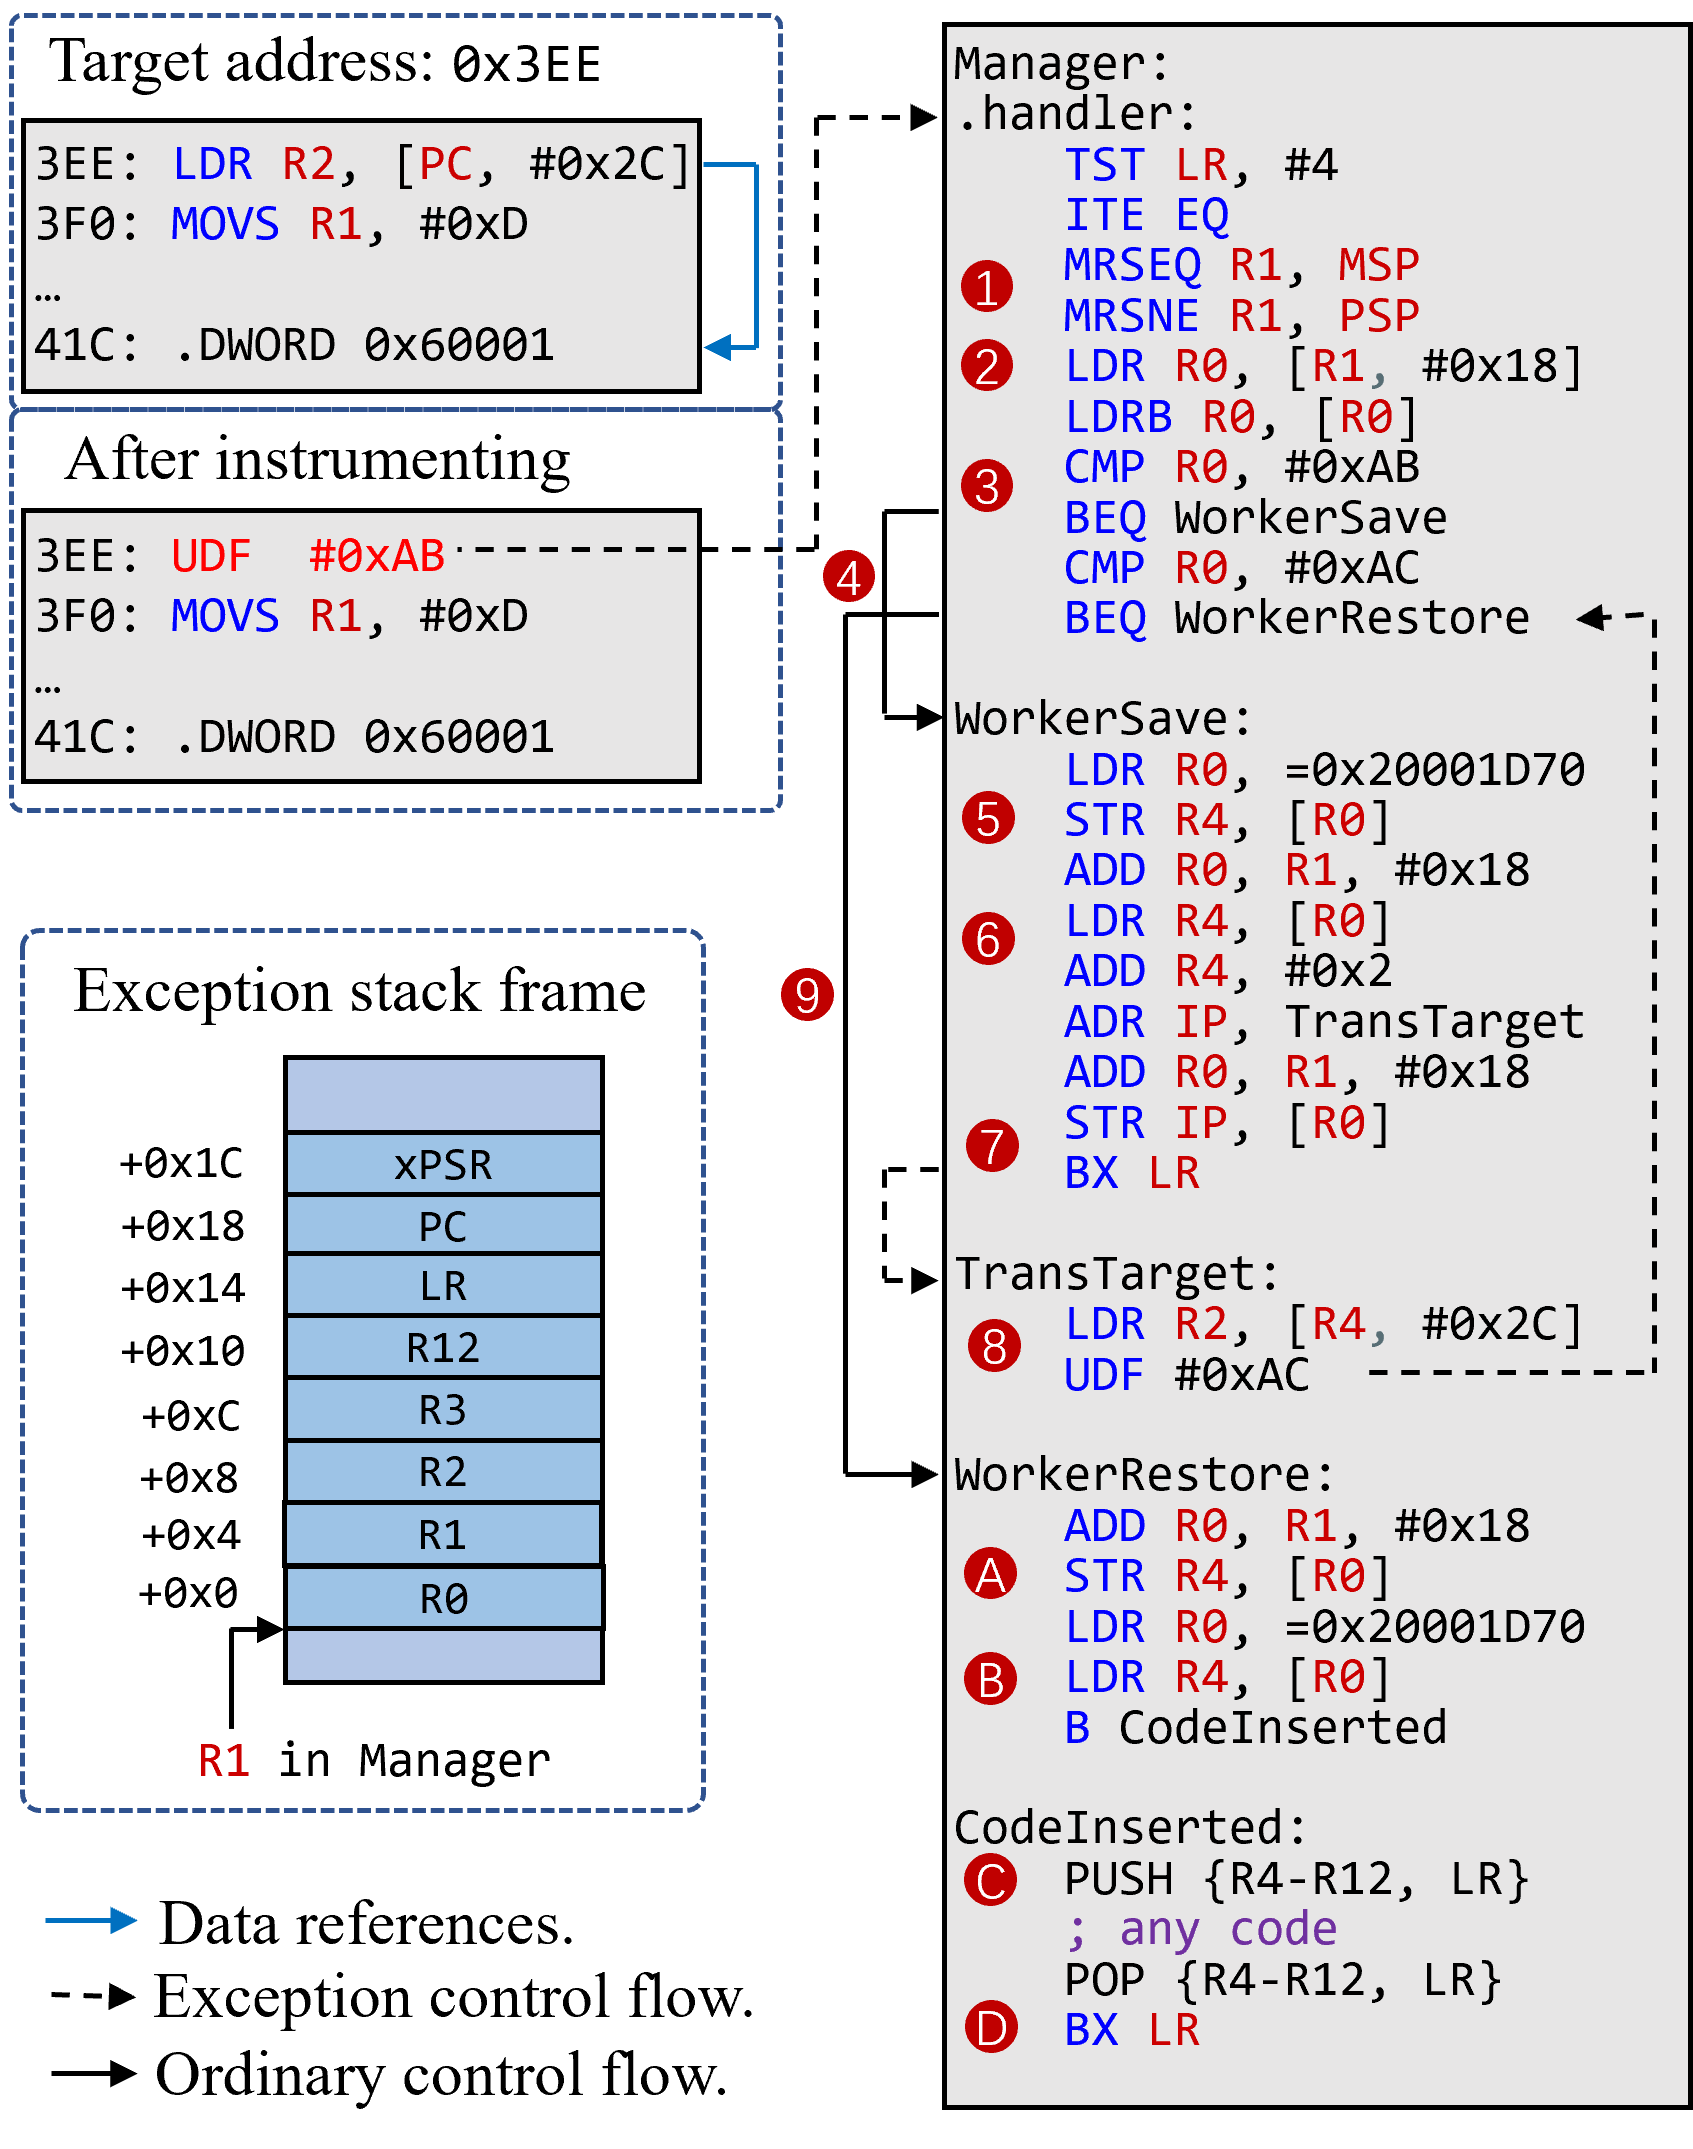 Target address: 0x3EE
3EE: LDR R2, [PC, #0x2C]
3F0: MOVS R1, #0xD
…
41C: .DWORD 0x60001
After instrumenting
3EE: UDF #0xAB
3F0: MOVS R1, #0xD
…
41C: .DWORD 0x60001
Exception stack frame
+0x1C xPSR
+0x18 PC
+0x14 LR
+0x10 R12
+0xC R3
+0x8 R2
+0x4 R1
+0x0 R0
R1 in Manager
Data references.
Exception control flow.
Ordinary control flow.
Manager:
.handler:
TST LR, #4
ITE EQ
1
MRSEQ R1, MSP
MRSNE R1, PSP
2 LDR R0, [R1, #0x18]
LDRB R0, [R0]
3
CMP R0, #0xAB
BEQ WorkerSave
4
CMP R0, #0xAC
BEQ WorkerRestore
WorkerSave:
LDR R0, =0x20001D70
5 STR R4, [R0]
ADD R0, R1, #0x18
6
LDR R4, [R0]
ADD R4, #0x2
9
ADR IP, TransTarget
ADD R0, R1, #0x18
7
STR IP, [R0]
BX LR
TransTarget:
8
LDR R2, [R4, #0x2C]
UDF #0xAC
WorkerRestore:
ADD R0, R1, #0x18
A STR R4, [R0]
LDR R0, =0x20001D70
B LDR R4, [R0]
B CodeInserted
CodeInserted:
C PUSH {R4-R12, LR}
; any code
POP {R4-R12, LR}
D BX LR